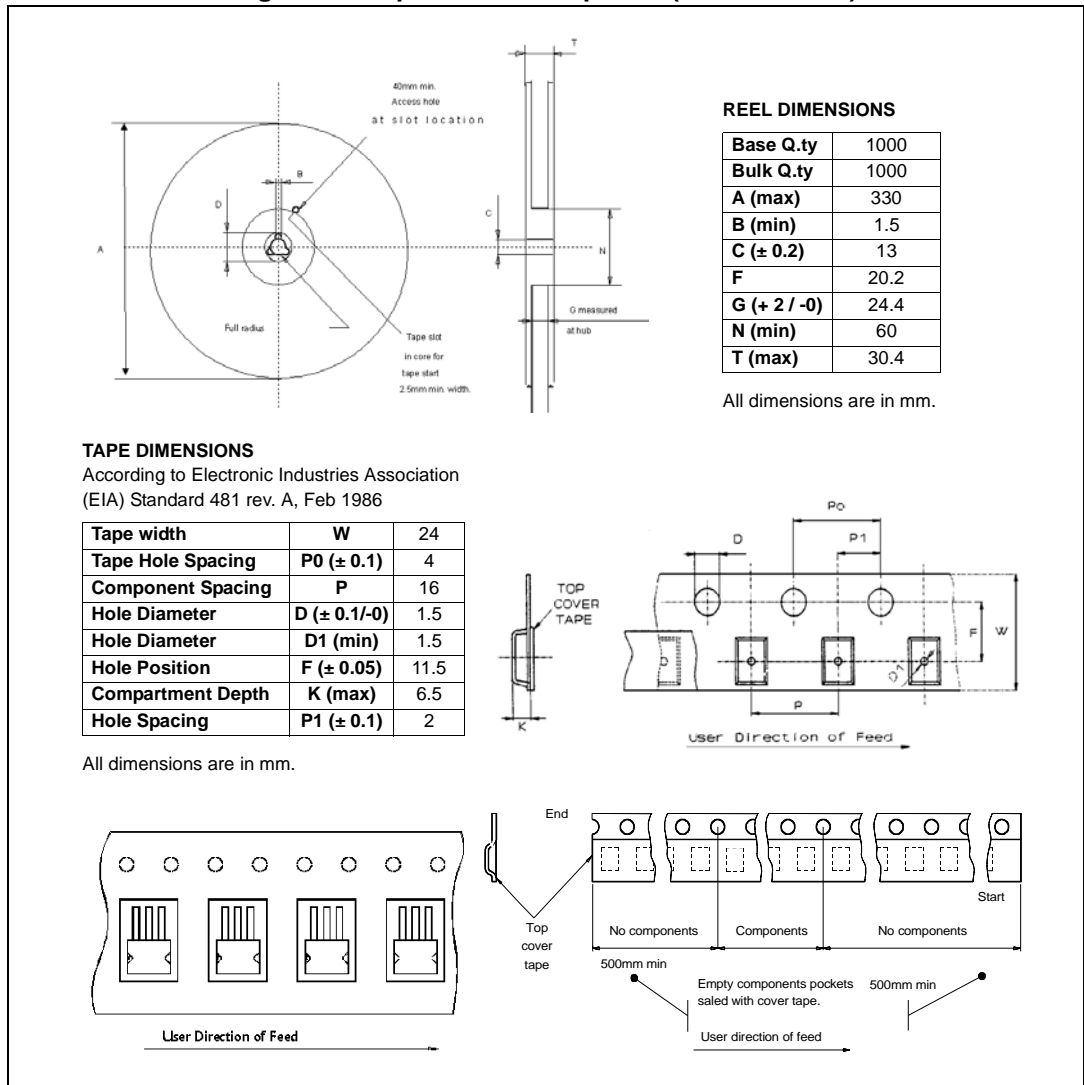 T
40mm min.
Access hole
at slot location
B
D
C
A
N
G measured
at hub
Full radius
Tape slot
in core for
tape start
2.5mm min. width.
REEL DIMENSIONS
Base Q.ty 1000
Bulk Q.ty 1000
A (max) 330
B (min) 1.5
C (± 0.2) 13
F 20.2
G (+ 2 / -0) 24.4
N (min) 60
T (max) 30.4
All dimensions are in mm.
TAPE DIMENSIONS
According to Electronic Industries Association
(EIA) Standard 481 rev. A, Feb 1986
Tape width W 24
Tape Hole Spacing P0 (± 0.1) 4
Component Spacing P 16
Hole Diameter D (± 0.1/-0) 1.5
Hole Diameter D1 (min) 1.5
Hole Position F (± 0.05) 11.5
Compartment Depth K (max) 6.5
Hole Spacing P1 (± 0.1) 2
All dimensions are in mm.
Po
D
P1
TOP
COVER
TAPE
F
W
D1
K
P
User Direction of Feed
User Direction of Feed
End
Start
Top
cover
tape
No components
Components
No components
500mm min
Empty components pockets
saled with cover tape.
500mm min
User direction of feed